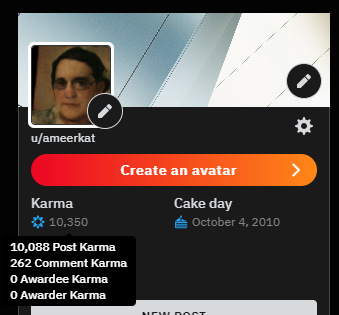 u/ameerkat
Create an avatar
Karma
Cake day
10,350
October 4, 2010
10,088 Post Karma
262 Comment Karma
0 Awardee Karma
0 Awarder Karma
NEW POST